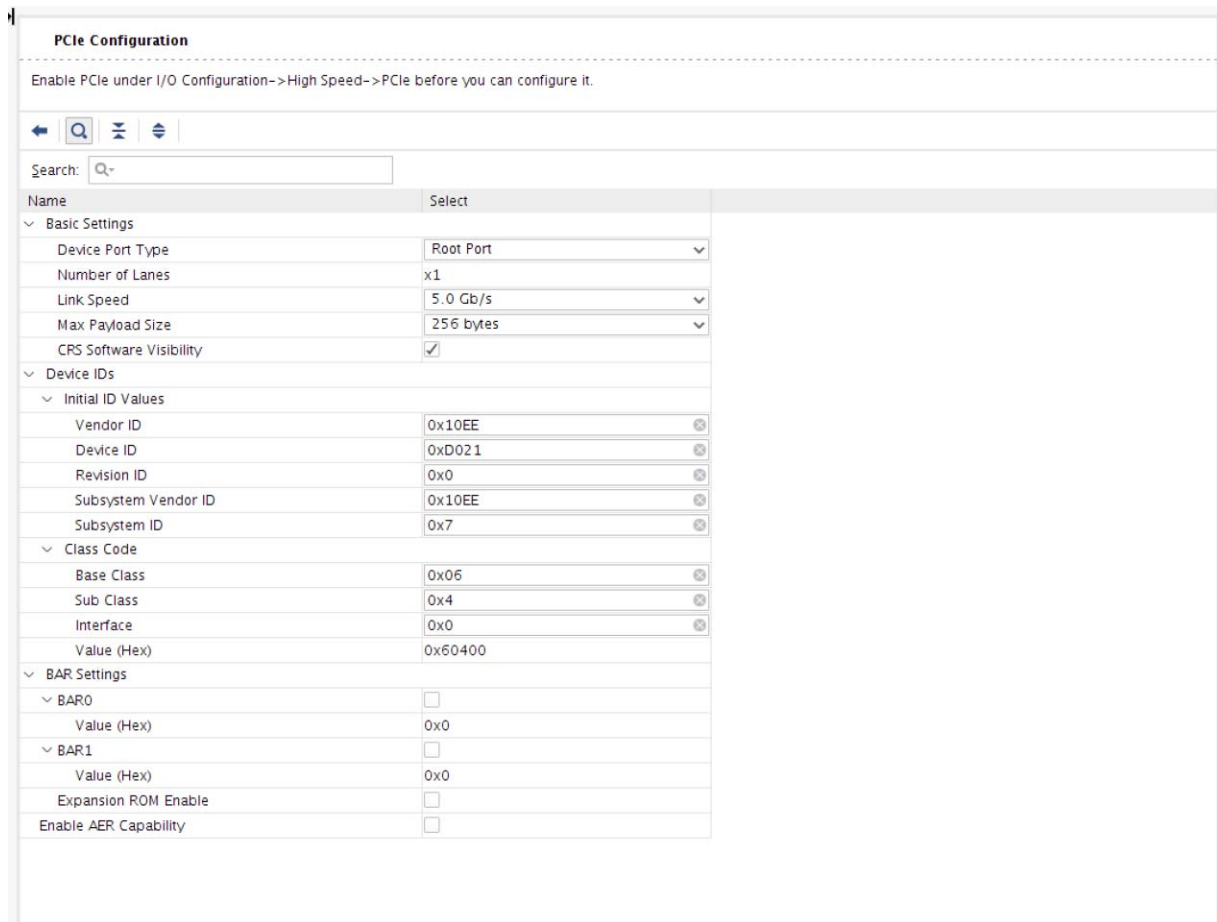 PCIe Configuration
Enable PCIe under I/O Configuration->High Speed->PCIe before you can configure it.
Search:
Name Select
Basic Settings
Device Port Type Root Port
Number of Lanes x1
Link Speed 5.0 Gb/s
Max Payload Size 256 bytes
CRS Software Visibility
Device IDs
Initial ID Values
Vendor ID 0x10EE
Device ID 0xD021
Revision ID 0x0
Subsystem Vendor ID 0x10EE
Subsystem ID 0x7
Class Code
Base Class 0x06
Sub Class 0x4
Interface 0x0
Value (Hex) 0x60400
BAR Settings
BAR0
Value (Hex) 0x0
BAR1
Value (Hex) 0x0
Expansion ROM Enable
Enable AER Capability